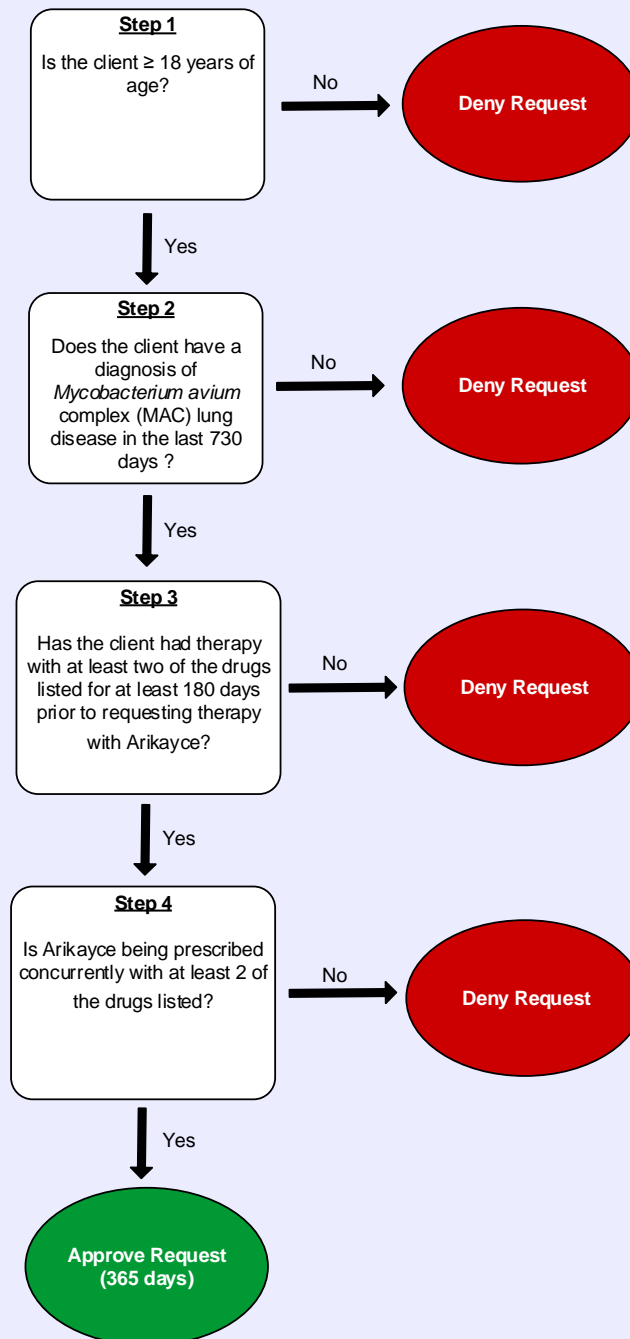 Step 1
Is the client ≥ 18 years of
age?
No
Deny Request
Yes
Step 2
Does the client have a
diagnosis of
Mycobacterium avium
complex (MAC) lung
disease in the last 730
days ?
No
Deny Request
Yes
Step 3
Has the client had therapy
with at least two of the drugs
listed for at least 180 days
prior to requesting therapy
with Arikayce?
No
Deny Request
Yes
Step 4
Is Arikayce being prescribed
concurrently with at least 2 of
the drugs listed?
No
Deny Request
Yes
Approve Request
(365 days)